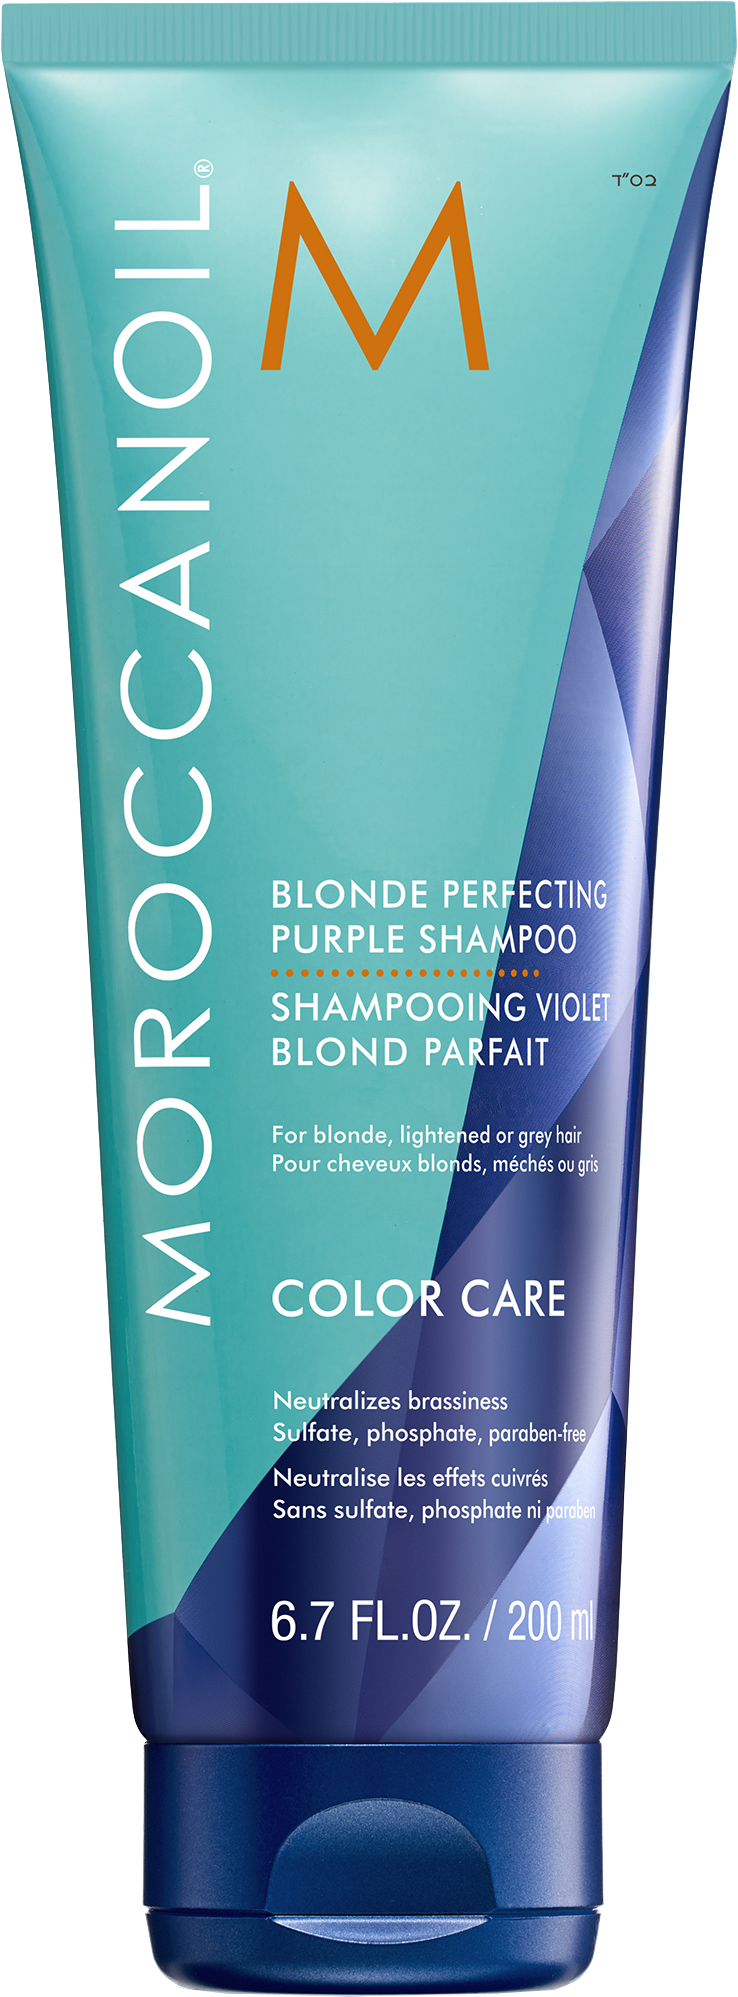 MOROCCANOIL®
M
בס"ד
BLONDE PERFECTING
PURPLE SHAMPOO
SHAMPOOING VIOLET
BLOND PARFAIT
For blonde, lightened or grey hair
Pour cheveux blonds, méchés ou gris
COLOR CARE
Neutralizes brassiness
Sulfate, phosphate, paraben-free
Neutralise les effets cuivrés
Sans sulfate, phosphate ni paraben
6.7 FL.OZ. / 200 ml